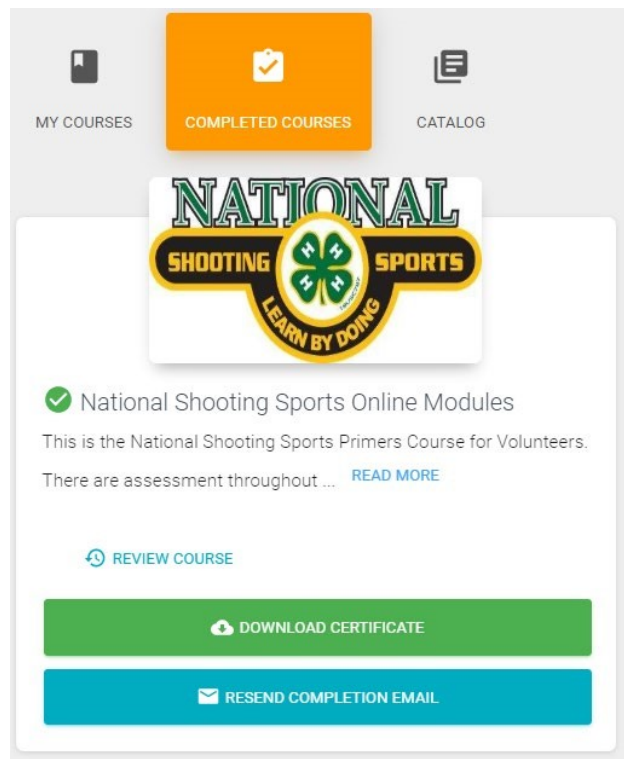 MY COURSES
COMPLETED COURSES
CATALOG
NATIONAL
SHOOTING SPORTS
H H
H H
LEARN BY DOING
National Shooting Sports Online Modules
This is the National Shooting Sports Primers Course for Volunteers.
There are assessment throughout ... READ MORE
REVIEW COURSE
DOWNLOAD CERTIFICATE
RESEND COMPLETION EMAIL